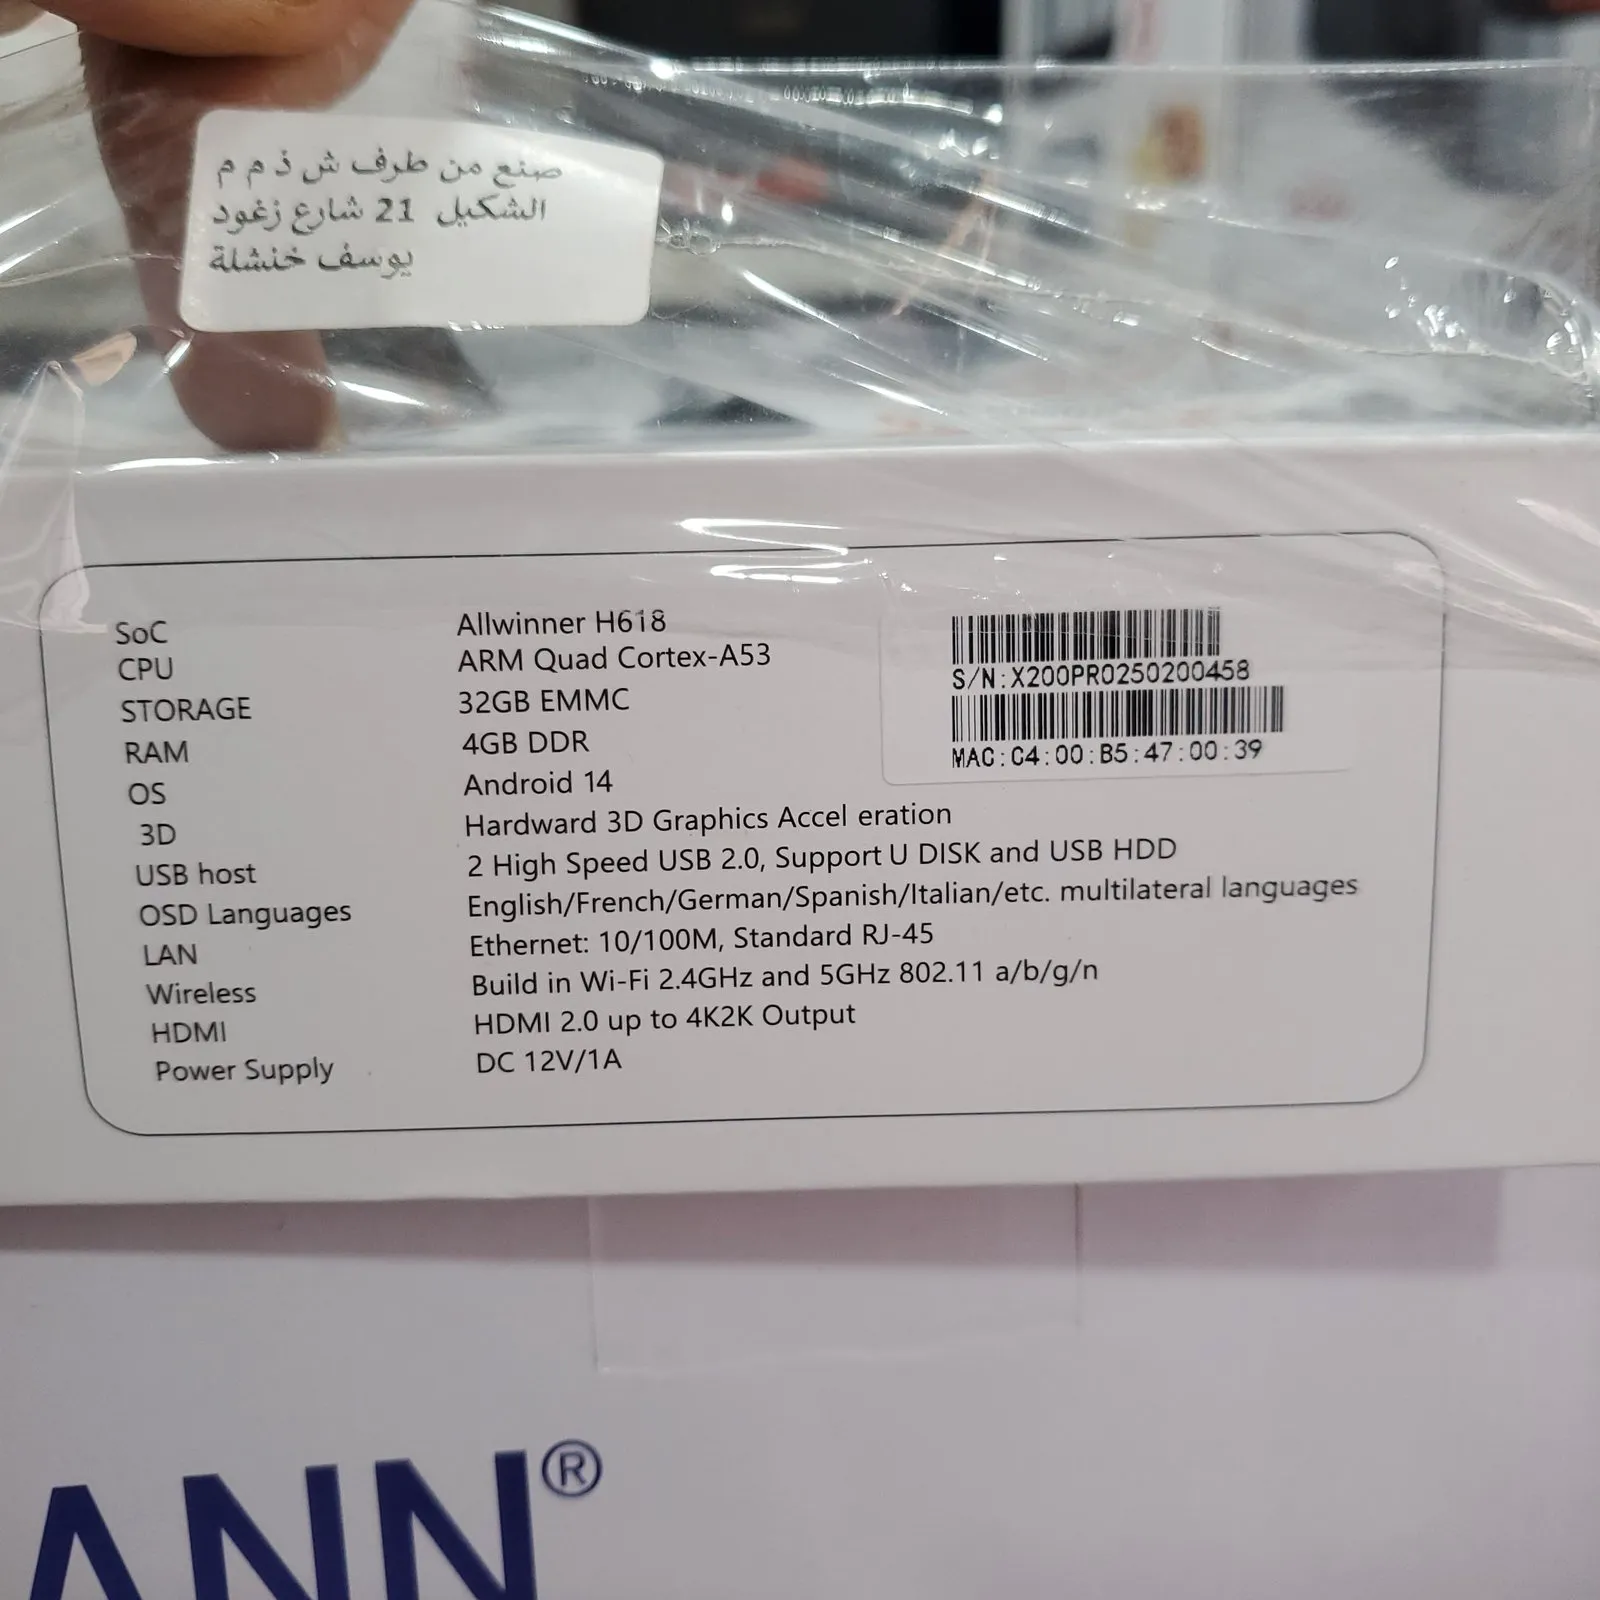 صنع من طرف ش ذ م م
الشكيل 21 شارع زغود
يوسف خنشلة
SoC Allwinner H618
CPU ARM Quad Cortex-A53
STORAGE 32GB EMMC
RAM 4GB DDR
OS Android 14
3D Hardward 3D Graphics Accel eration
USB host 2 High Speed USB 2.0, Support U DISK and USB HDD
OSD Languages English/French/German/Spanish/Italian/etc. multilateral languages
LAN Ethernet: 10/100M, Standard RJ-45
Wireless Build in Wi-Fi 2.4GHz and 5GHz 802.11 a/b/g/n
HDMI HDMI 2.0 up to 4K2K Output
Power Supply DC 12V/1A
S/N:X200PR0250200458
MAC:C4:00:B5:47:00:39
ANN®